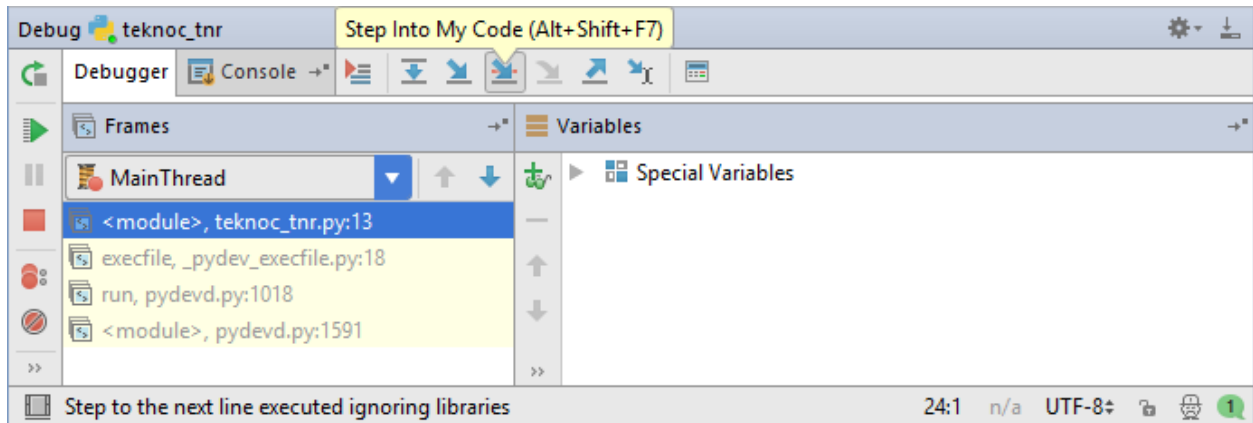 Debug teknoc_tnr
Step Into My Code (Alt+Shift+F7)
Debugger Console
Frames
Variables
MainThread
Special Variables
<module>, teknoc_tnr.py:13
execfile, _pydev_execfile.py:18
run, pydevd.py:1018
<module>, pydevd.py:1591
Step to the next line executed ignoring libraries 24:1 n/a UTF-8 1